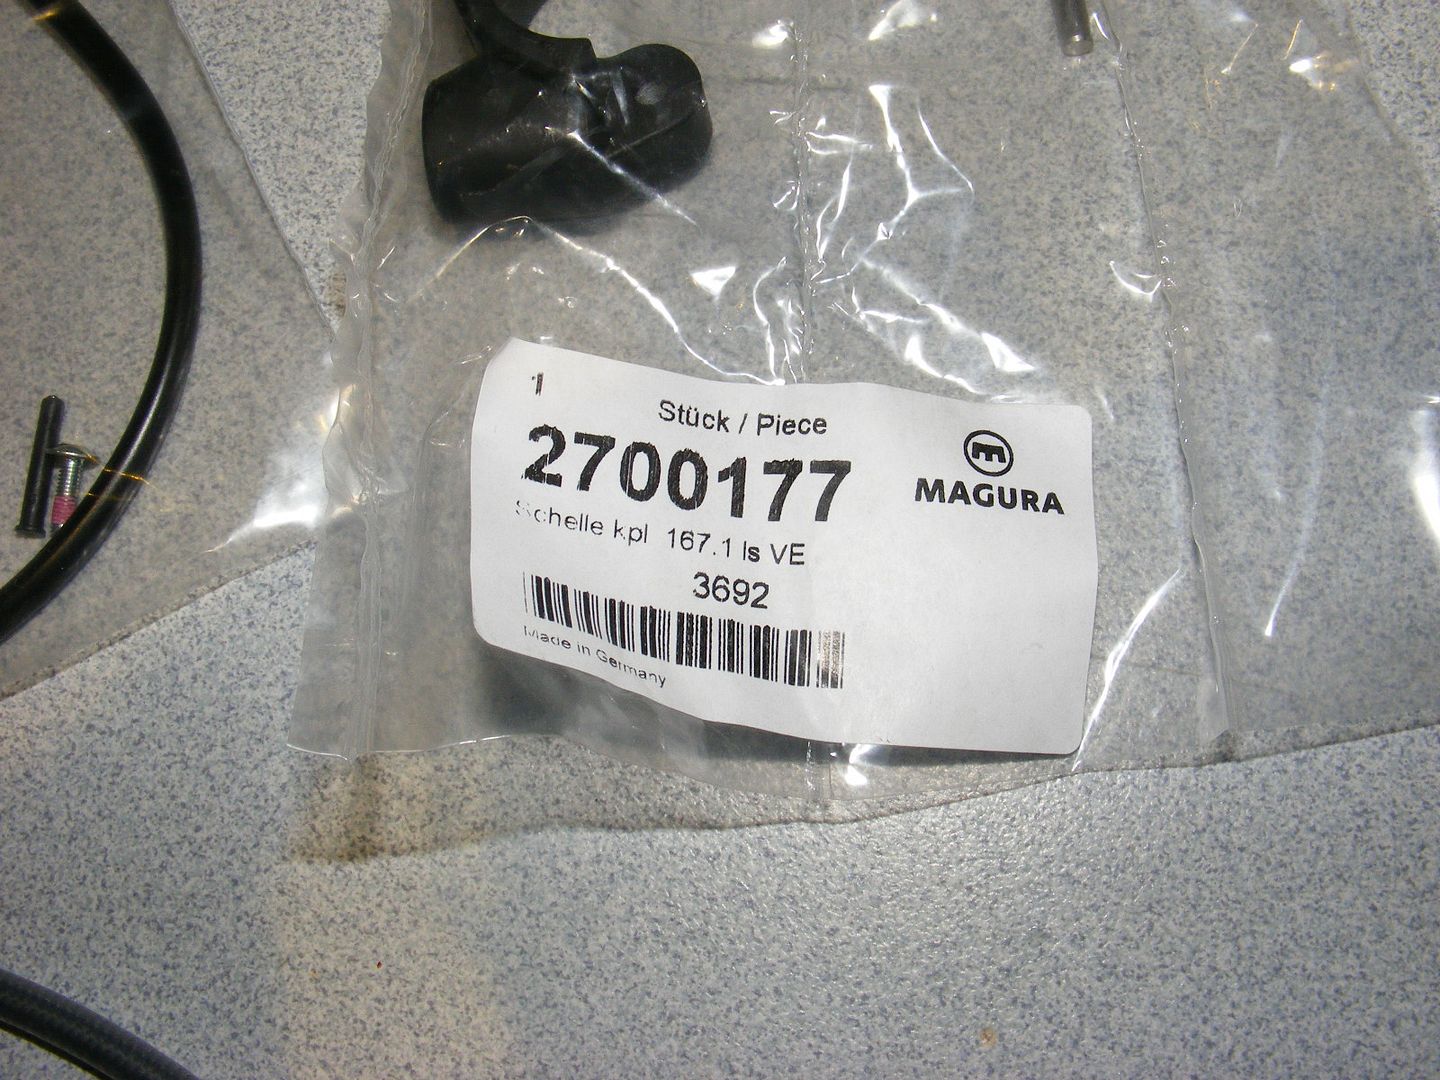 1
Stück / Piece
2700177
MAGURA
Schelle kpl 167.1 ls VE
3692
Made in Germany